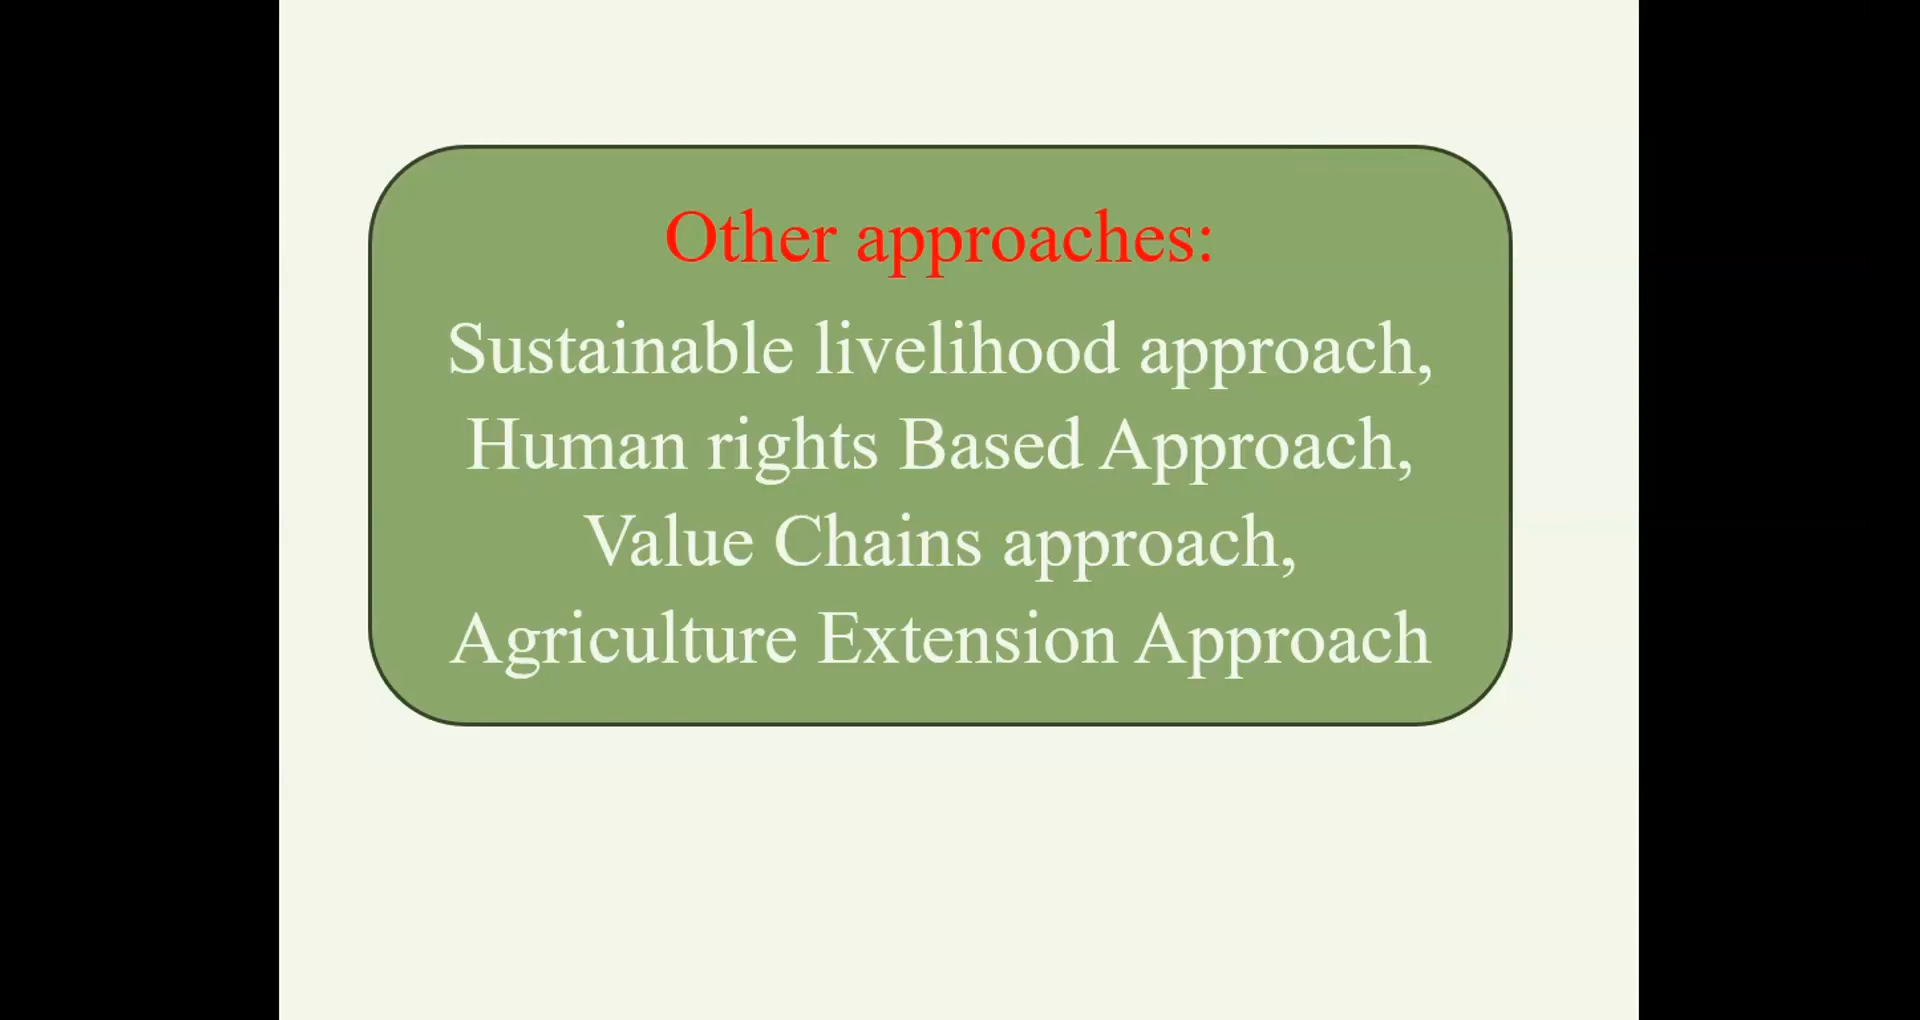 Other approaches:
Sustainable livelihood approach,
Human rights Based Approach,
Value Chains approach,
Agriculture Extension Approach